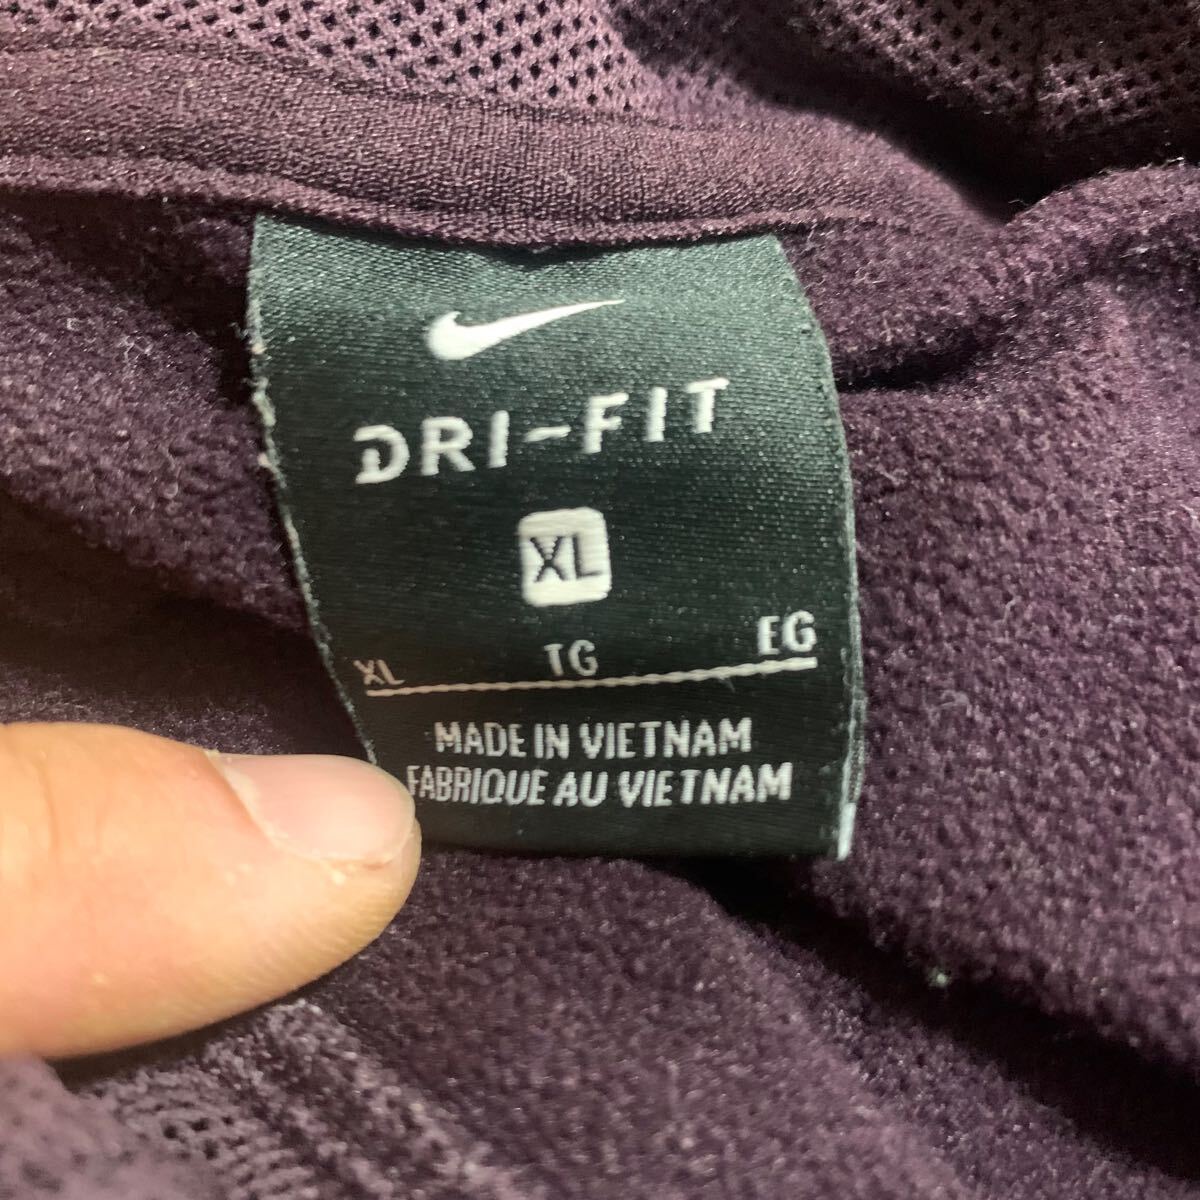 DRI-FIT
XL
XL TG EG
MADE IN VIETNAM
FABRIQUE AU VIETNAM